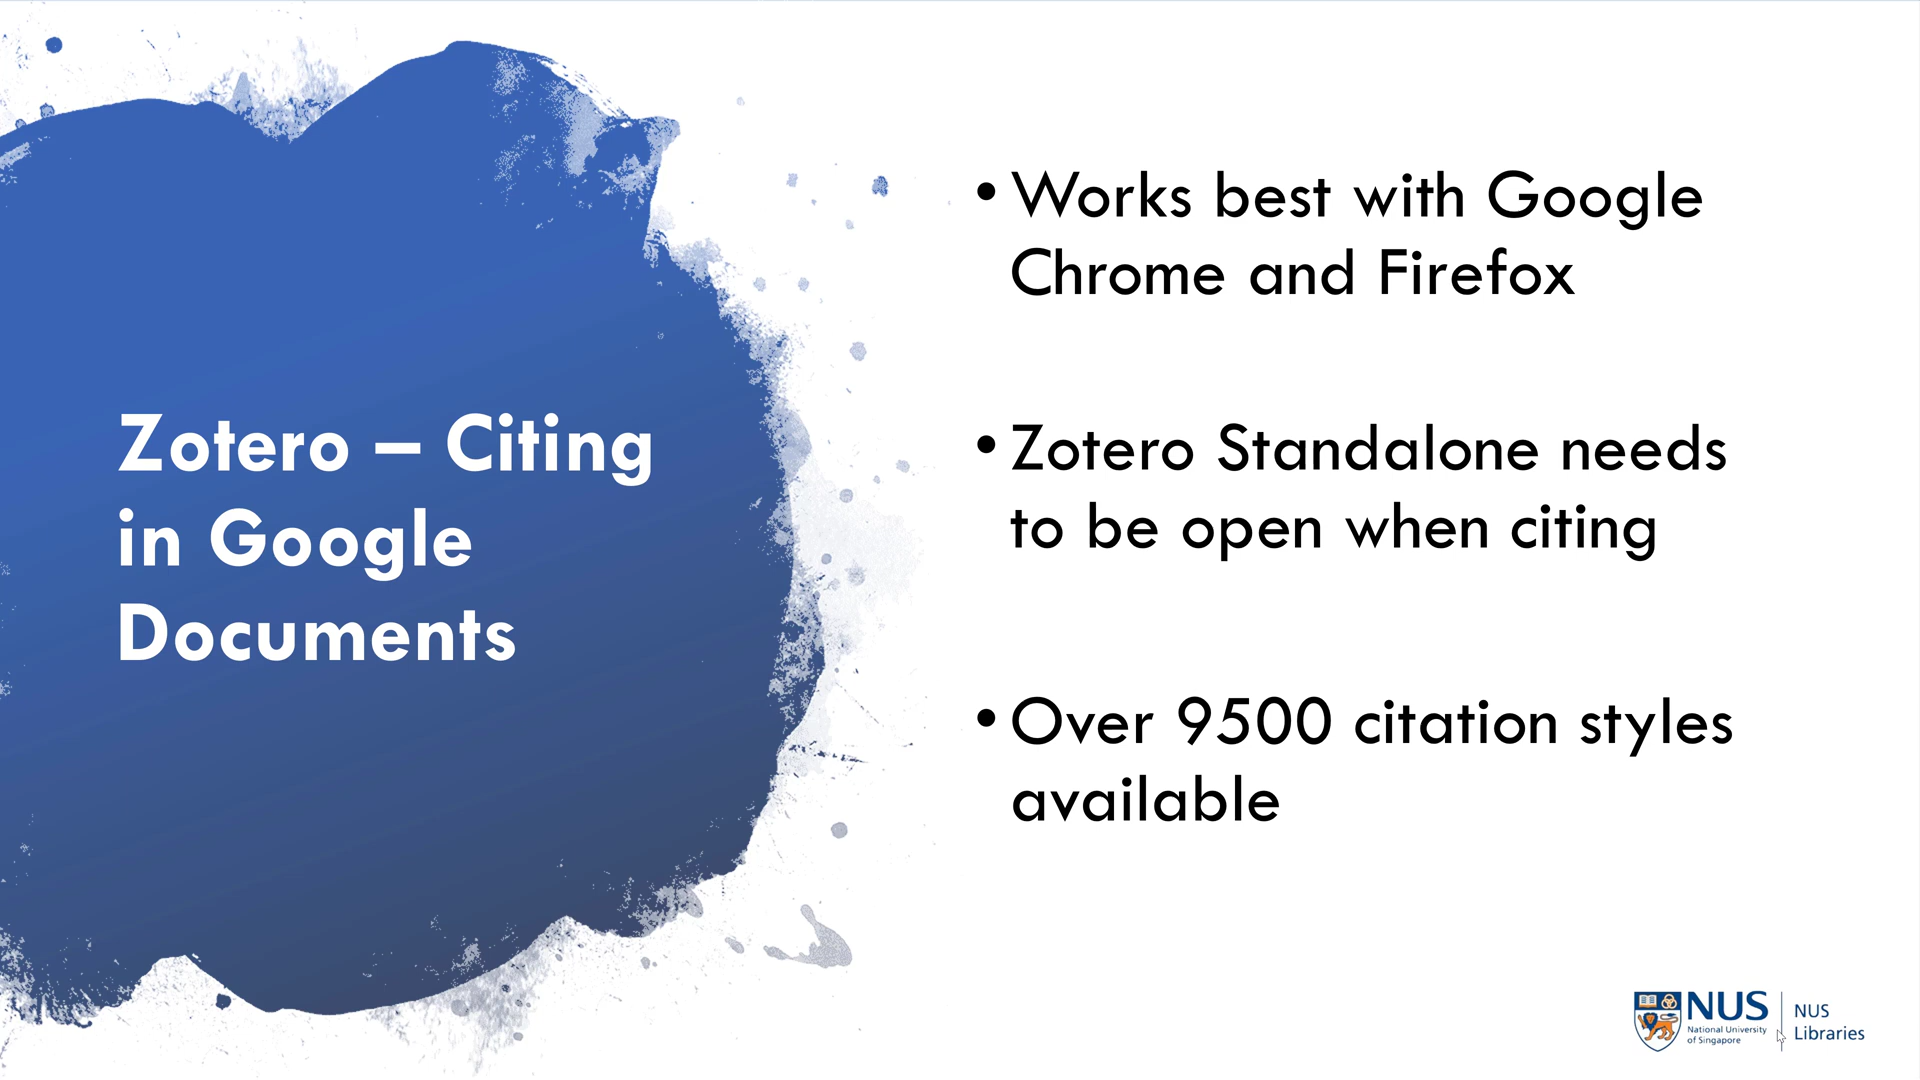 Zotero – Citing
in Google
Documents
• Works best with Google
Chrome and Firefox
• Zotero Standalone needs
to be open when citing
• Over 9500 citation styles
available
NUS
National University
of Singapore
NUS
Libraries